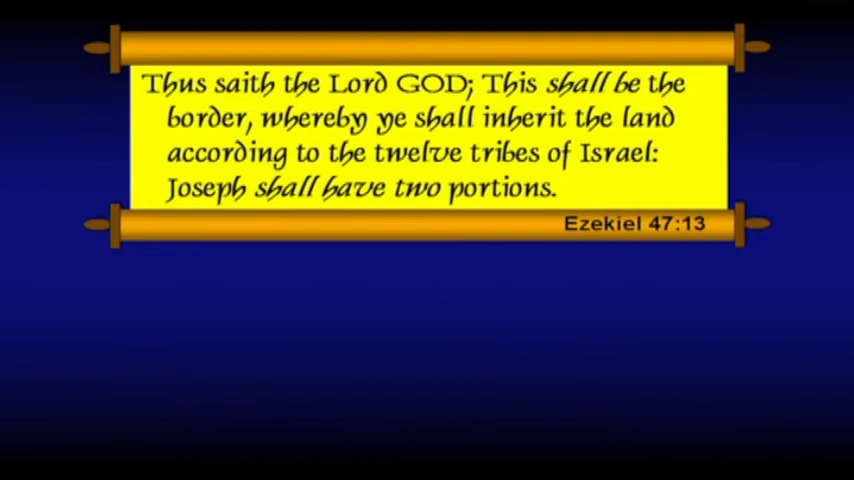 Thus saith the Lord GOD; This shall be the
border, whereby ye shall inherit the land
according to the twelve tribes of Israel:
Joseph shall have two portions.
Ezekiel 47:13